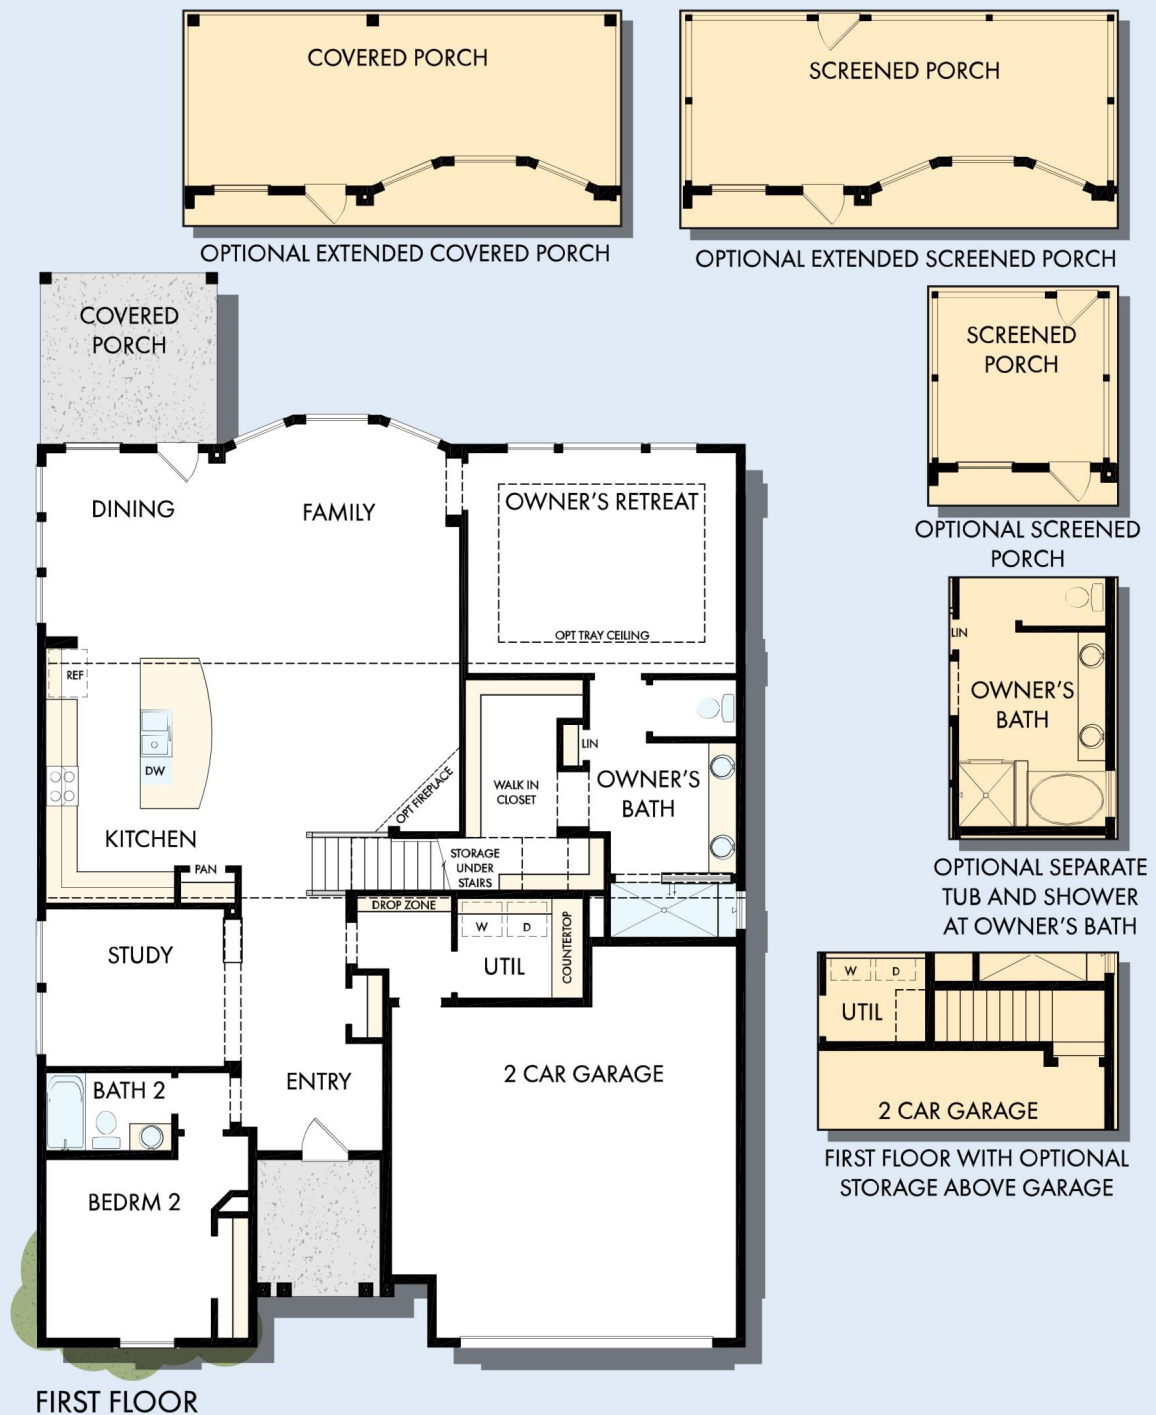 COVERED PORCH
SCREENED PORCH
OPTIONAL EXTENDED COVERED PORCH
OPTIONAL EXTENDED SCREENED PORCH
COVERED
PORCH
SCREENED
PORCH
OPTIONAL SCREENED
PORCH
DINING
FAMILY
OWNER'S RETREAT
OPT TRAY CEILING
REF
DW
KITCHEN
PAN
OPT FIREPLACE
WALK IN
CLOSET
LIN
OWNER'S
BATH
STORAGE
UNDER
STAIRS
DROP ZONE
W
D
UTIL
COUNTERTOP
STUDY
ENTRY
2 CAR GARAGE
BATH 2
BEDRM 2
LIN
OWNER'S
BATH
OPTIONAL SEPARATE
TUB AND SHOWER
AT OWNER'S BATH
W
D
UTIL
2 CAR GARAGE
FIRST FLOOR WITH OPTIONAL
STORAGE ABOVE GARAGE
FIRST FLOOR